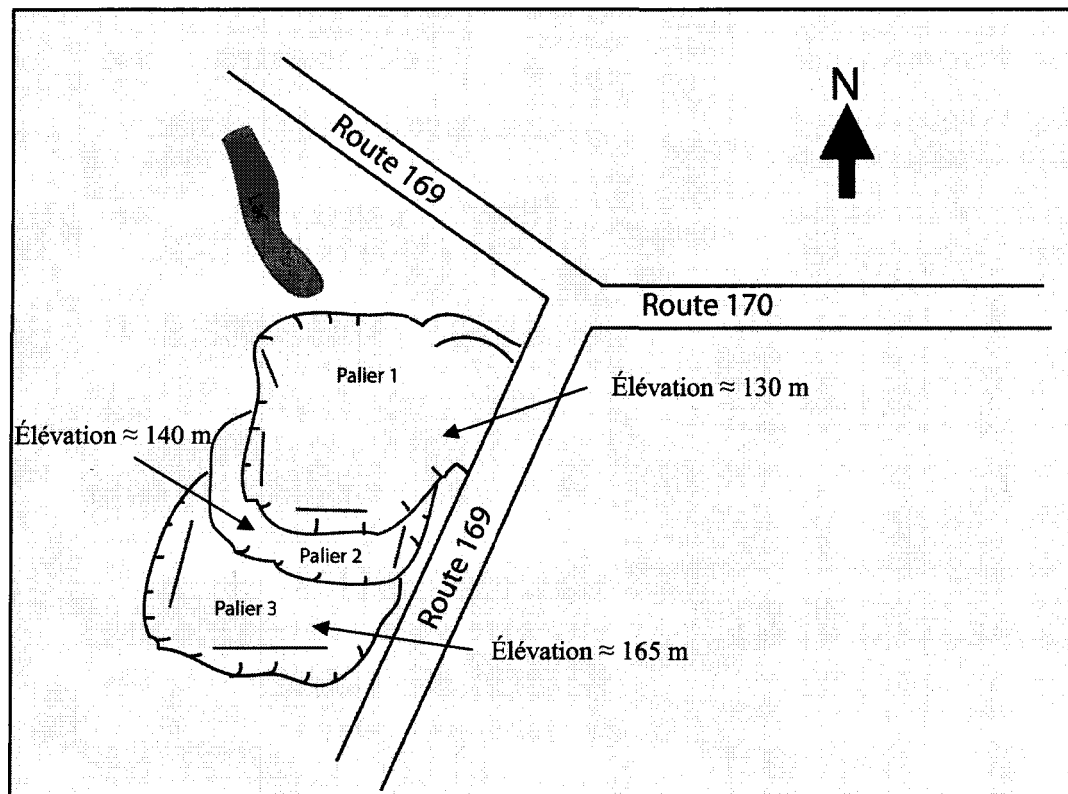 N
Route 169
Route 170
Palier 1
Élévation ≈ 130 m
Élévation ≈ 140 m
Route 169
Palier 2
Palier 3
Élévation ≈ 165 m